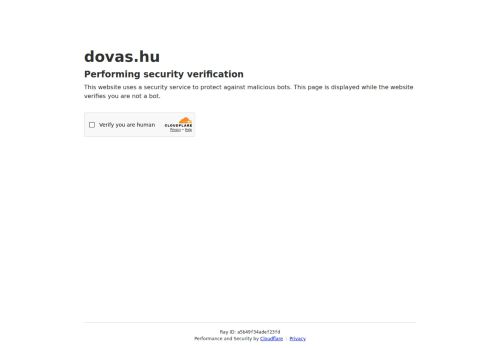 dovas.hu
Performing security verification
This website uses a security service to protect against malicious bots. This page is displayed while the website
verifies you are not a bot.
Verify you are human
CLOUDFLARE
Privacy • Help
Ray ID: a5b49f34adef23fd
Performance and Security by Cloudflare | Privacy